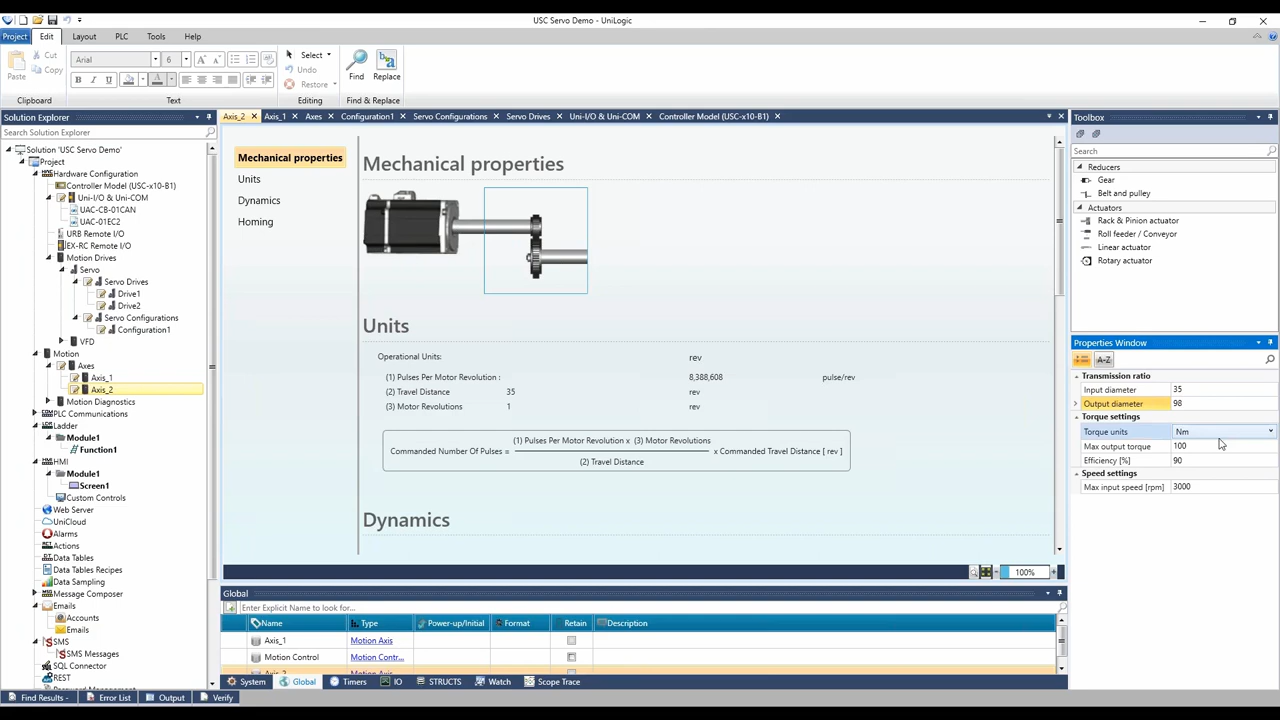 USC Servo Demo - UniLogic
Project Edit Layout PLC Tools Help
Paste Cut Copy
Clipboard
Arial 6
B I U A
Text
Select
Undo
Restore
Editing
Find Replace
Find & Replace
Solution Explorer
Search Solution Explorer
Solution 'USC Servo Demo'
Project
Hardware Configuration
Controller Model (USC-x10-B1)
Uni-I/O & Uni-COM
UAC-CB-01CAN
UAC-01EC2
URB Remote I/O
EX-RC Remote I/O
Motion Drives
Servo
Servo Drives
Drive1
Drive2
Servo Configurations
Configuration1
VFD
Motion
Axes
Axis_1
Axis_2
Motion Diagnostics
PLC Communications
Ladder
Module1
Function1
HMI
Module1
Screen1
Custom Controls
Web Server
UniCloud
Alarms
Actions
Data Tables
Data Tables Recipes
Data Sampling
Message Composer
Emails
Accounts
Emails
SMS
SMS Messages
SQL Connector
REST
Axis_2 Axis_1 Axes Configuration1 Servo Configurations Servo Drives Uni-I/O & Uni-COM Controller Model (USC-x10-B1)
Mechanical properties
Units
Dynamics
Homing
Mechanical properties
Units
Operational Units: rev
(1) Pulses Per Motor Revolution : 8,388,608 pulse/rev
(2) Travel Distance 35 rev
(3) Motor Revolutions 1 rev
(1) Pulses Per Motor Revolution x (3) Motor Revolutions
Commanded Number Of Pulses = x Commanded Travel Distance [ rev ]
(2) Travel Distance
Dynamics
100%
Toolbox
Search
Reducers
Gear
Belt and pulley
Actuators
Rack & Pinion actuator
Roll feeder / Conveyor
Linear actuator
Rotary actuator
Properties Window
A-Z
Transmission ratio
Input diameter 35
Output diameter 98
Torque settings
Torque units Nm
Max output torque 100
Efficiency [%] 90
Speed settings
Max input speed [rpm] 3000
Global
Enter Explicit Name to look for...
Name Type Power-up/Initial Format Retain Description
Axis_1 Motion Axis
Motion Control Motion Contr...
Axis_2 Motion Axis
System Global Timers IO STRUCTS Watch Scope Trace
Find Results - Error List Output Verify